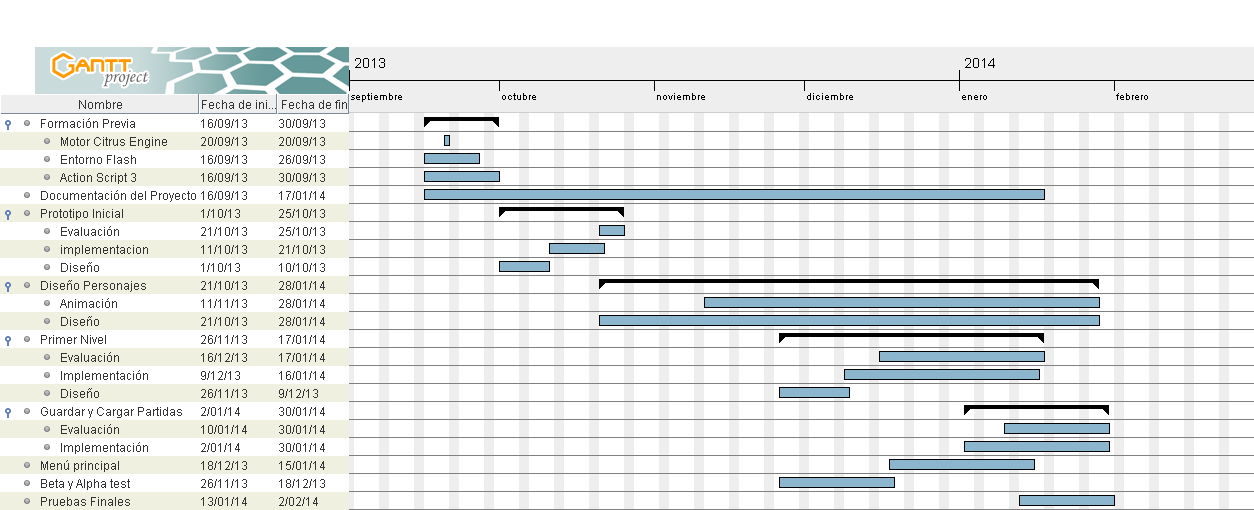 GANTT
project
2013
2014
septiembre octubre noviembre diciembre enero febrero
Nombre Fecha de ini... Fecha de fin
Formación Previa 16/09/13 30/09/13
Motor Citrus Engine 20/09/13 20/09/13
Entorno Flash 16/09/13 26/09/13
Action Script 3 16/09/13 30/09/13
Documentación del Proyecto 16/09/13 17/01/14
Prototipo Inicial 1/10/13 25/10/13
Evaluación 21/10/13 25/10/13
implementacion 11/10/13 21/10/13
Diseño 1/10/13 10/10/13
Diseño Personajes 21/10/13 28/01/14
Animación 11/11/13 28/01/14
Diseño 21/10/13 28/01/14
Primer Nivel 26/11/13 17/01/14
Evaluación 16/12/13 17/01/14
Implementación 9/12/13 16/01/14
Diseño 26/11/13 9/12/13
Guardar y Cargar Partidas 2/01/14 30/01/14
Evaluación 10/01/14 30/01/14
Implementación 2/01/14 30/01/14
Menú principal 18/12/13 15/01/14
Beta y Alpha test 26/11/13 18/12/13
Pruebas Finales 13/01/14 2/02/14